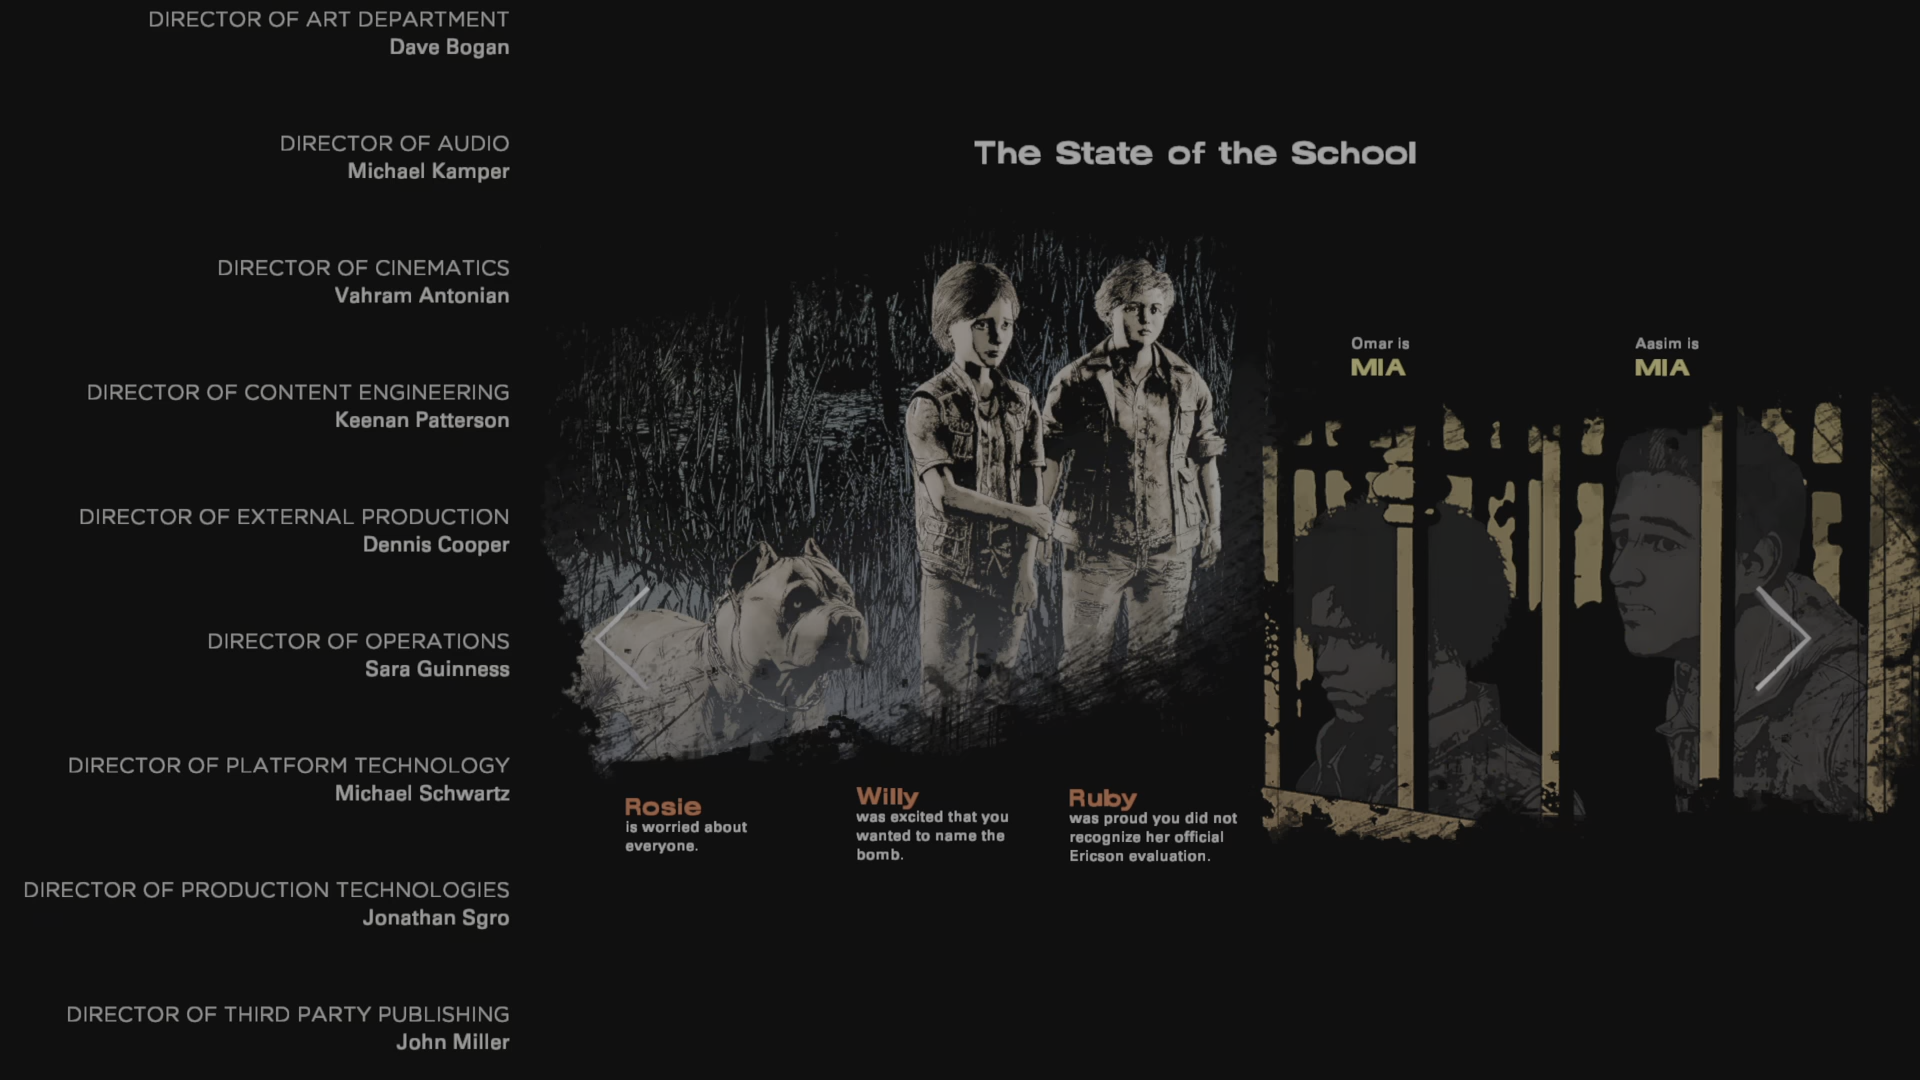 DIRECTOR OF ART DEPARTMENT
Dave Bogan
DIRECTOR OF AUDIO
Michael Kamper
DIRECTOR OF CINEMATICS
Vahram Antonian
DIRECTOR OF CONTENT ENGINEERING
Keenan Patterson
DIRECTOR OF EXTERNAL PRODUCTION
Dennis Cooper
DIRECTOR OF OPERATIONS
Sara Guinness
DIRECTOR OF PLATFORM TECHNOLOGY
Michael Schwartz
DIRECTOR OF PRODUCTION TECHNOLOGIES
Jonathan Sgro
DIRECTOR OF THIRD PARTY PUBLISHING
John Miller
The State of the School
Omar is
MIA
Aasim is
MIA
Rosie
is worried about
everyone.
Willy
was excited that you
wanted to name the
bomb.
Ruby
was proud you did not
recognize her official
Ericson evaluation.